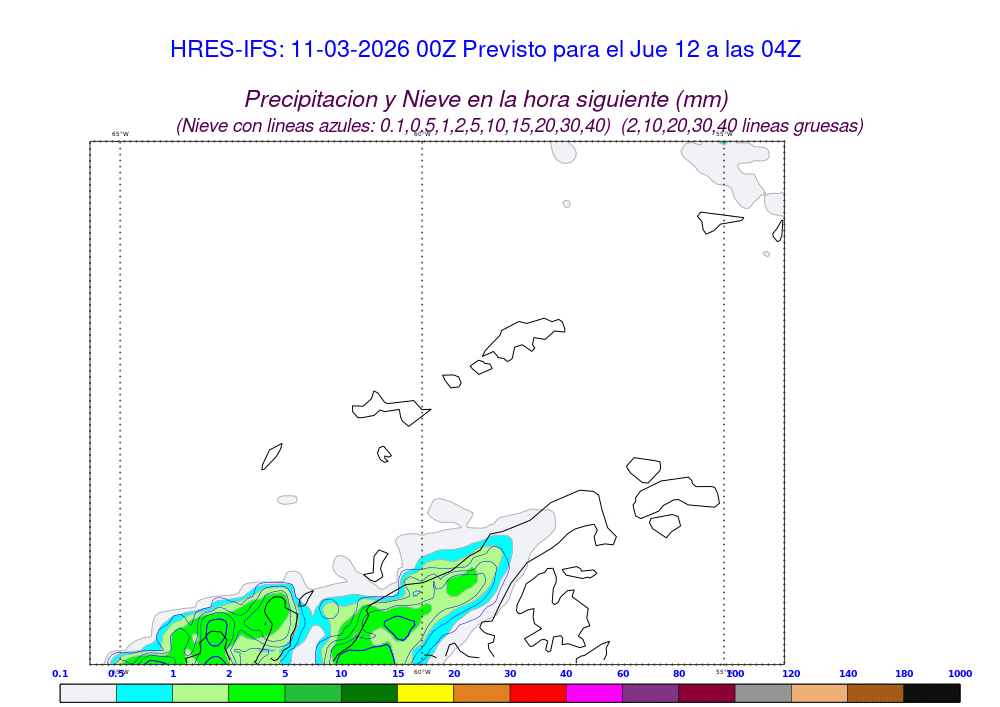 HRES-IFS: 11-03-2026 00Z Previsto para el Jue 12 a las 04Z
Precipitacion y Nieve en la hora siguiente (mm)
(Nieve con lineas azules: 0.1,0.5,1,2,5,10,15,20,30,40)  (2,10,20,30,40 lineas gruesas)
65°W 60°W 55°W
65°W 60°W 55°W
0.1 0.5 1 2 5 10 15 20 30 40 60 80 100 120 140 180 1000